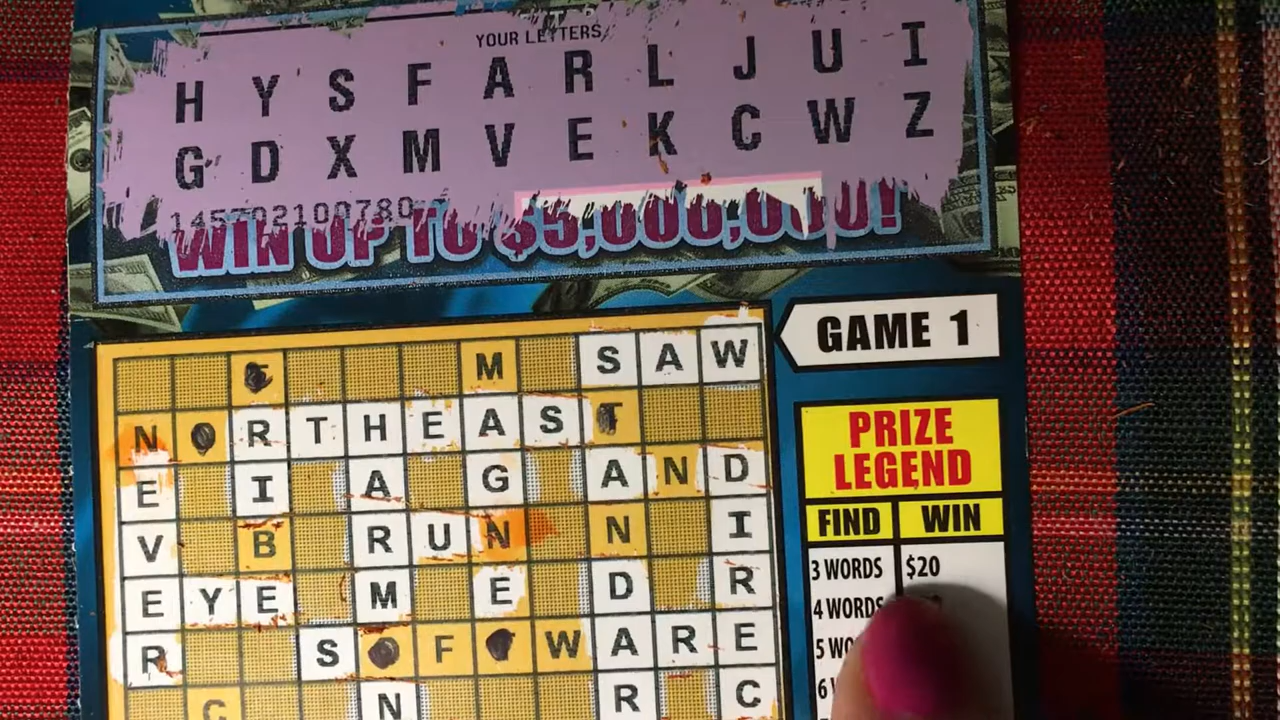 YOUR LETTERS
H Y S F A R L J U I
G D X M V E K C W Z
WIN UP TO $5,000,000!
GAME 1
M S A W
N O R T H E A S T
E I A G A N D
V B R U N N I
E Y E M E D R
R S O F W A R E
C N R C
PRIZE LEGEND
FIND WIN
3 WORDS $20
4 WORDS